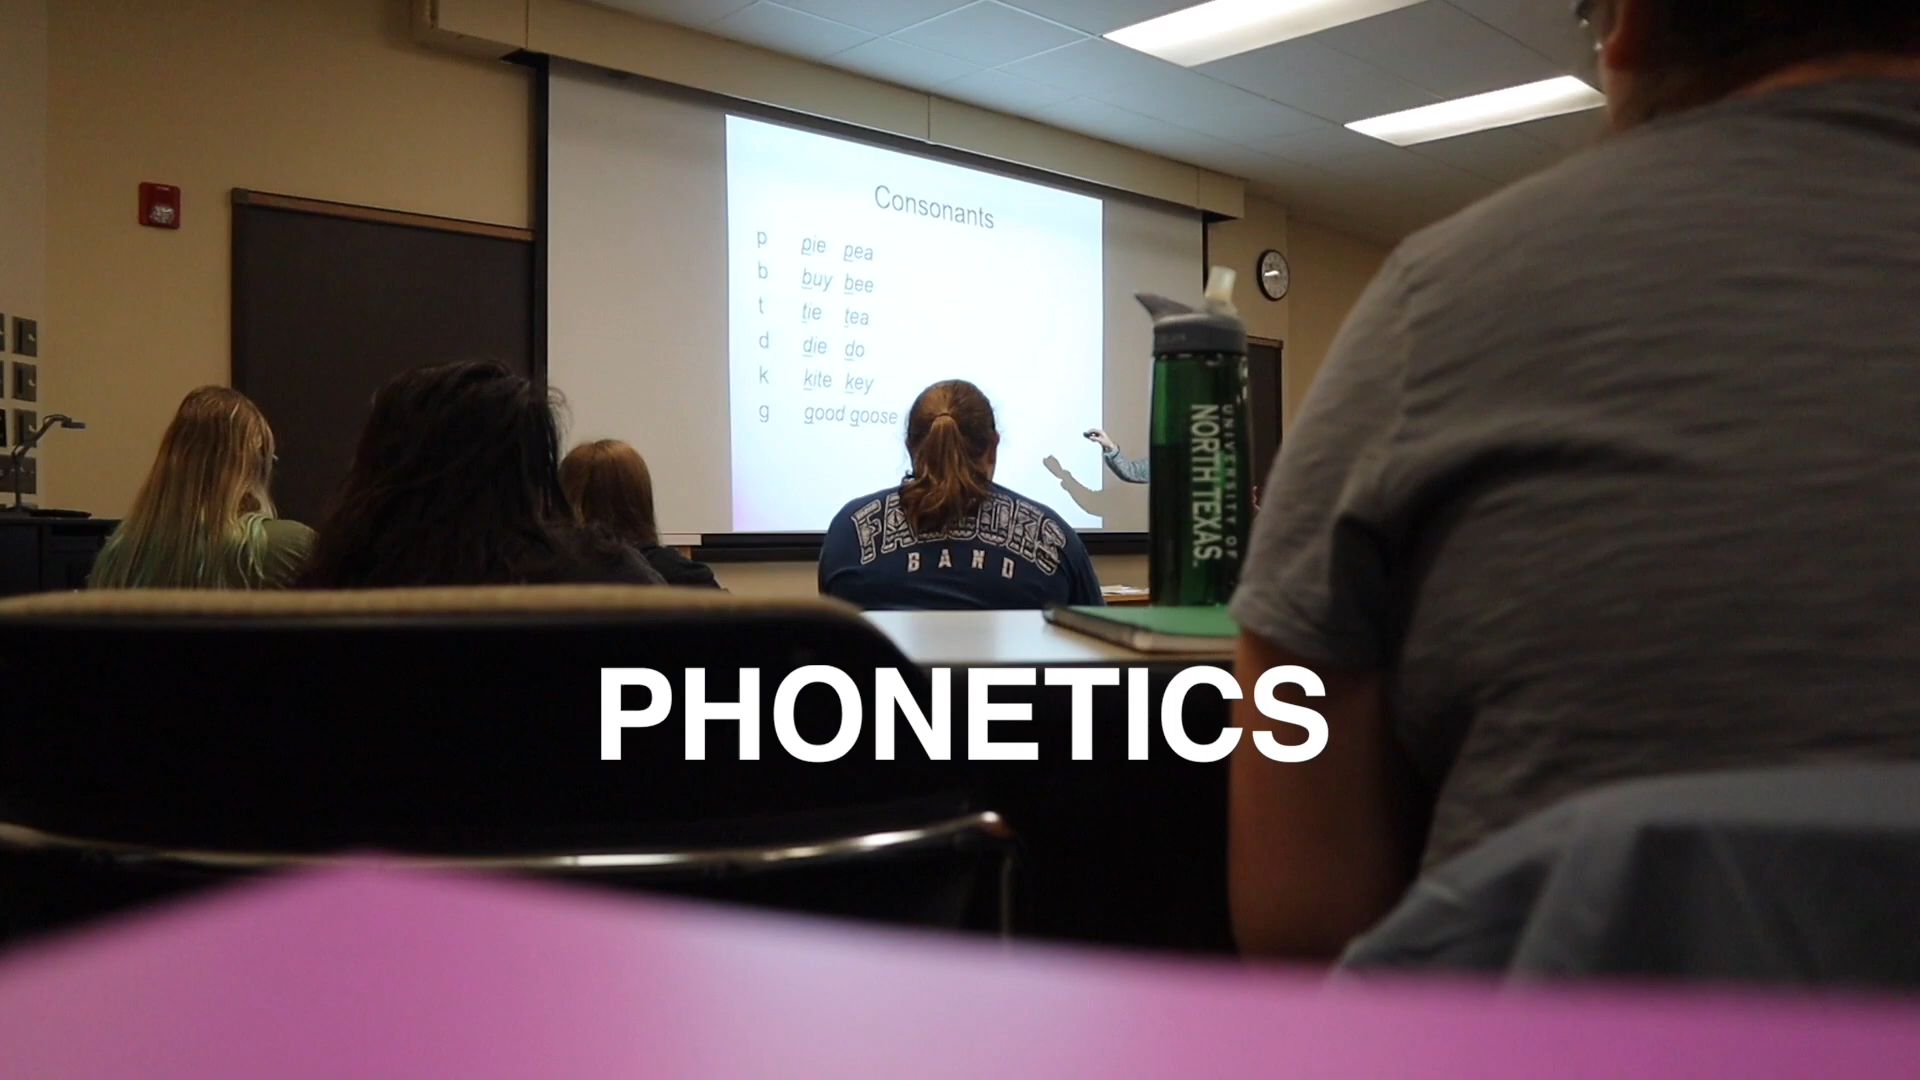 Consonants
p pie pea
b buy bee
t tie tea
d die do
k kite key
g good goose
FALCONS
BAND
UNIVERSITY OF
NORTH TEXAS
PHONETICS